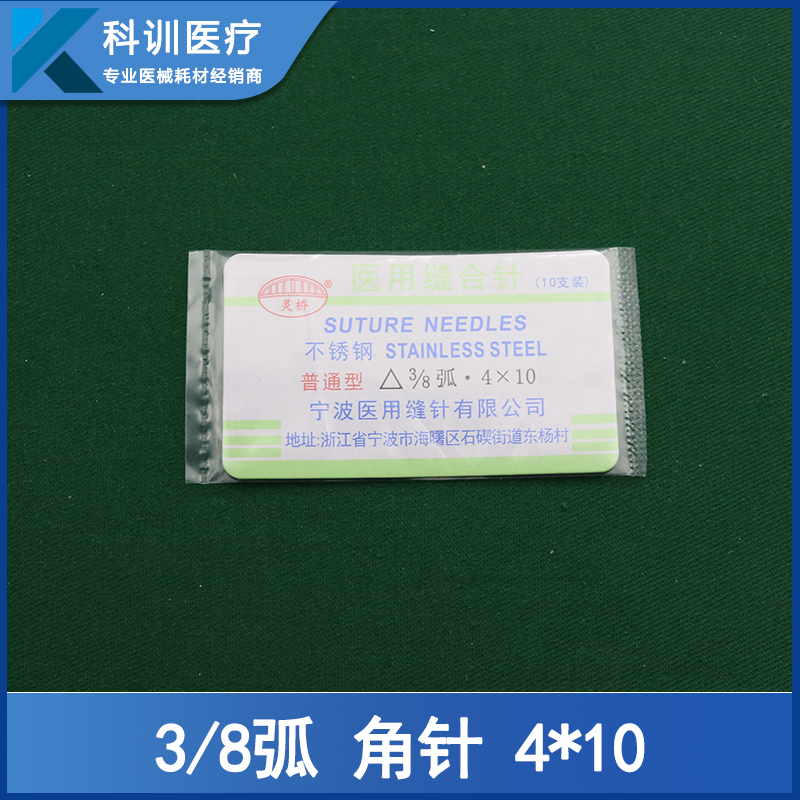 科训医疗
专业医械耗材经销商
医用缝合针 (10支装)
灵桥®
SUTURE NEEDLES
不锈钢 STAINLESS STEEL
普通型 △ 3/8弧·4×10
宁波医用缝针有限公司
地址:浙江省宁波市海曙区石碶街道东杨村
3/8弧 角针 4*10